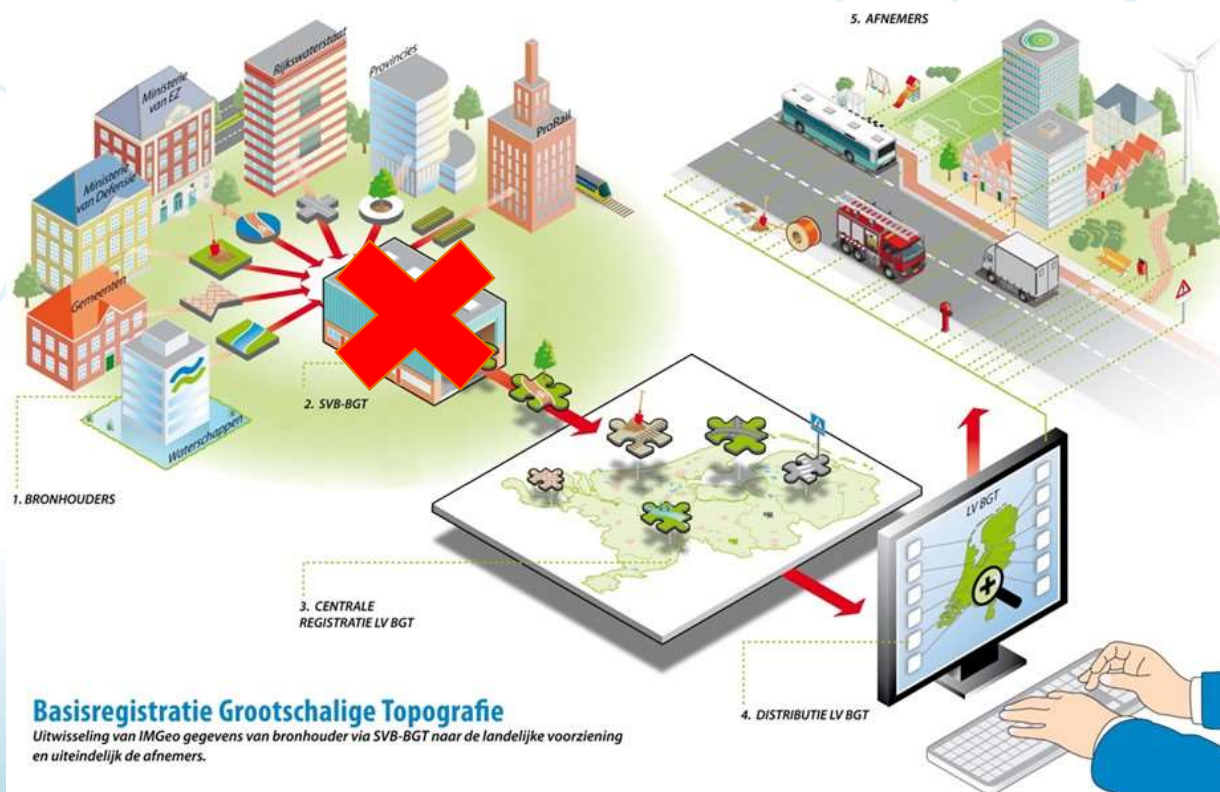 5. AFNEMERS
Rijkswaterstaat
Provincies
Ministerie
van EZ
ProRail
Ministerie
van Defensie
Gemeenten
2. SVB-BGT
Waterschappen
1. BRONHOUDERS
LV BGT
3. CENTRALE
REGISTRATIE LV BGT
4. DISTRIBUTIE LV BGT
Basisregistratie Grootschalige Topografie
Uitwisseling van IMGeo gegevens van bronhouder via SVB-BGT naar de landelijke voorziening
en uiteindelijk de afnemers.